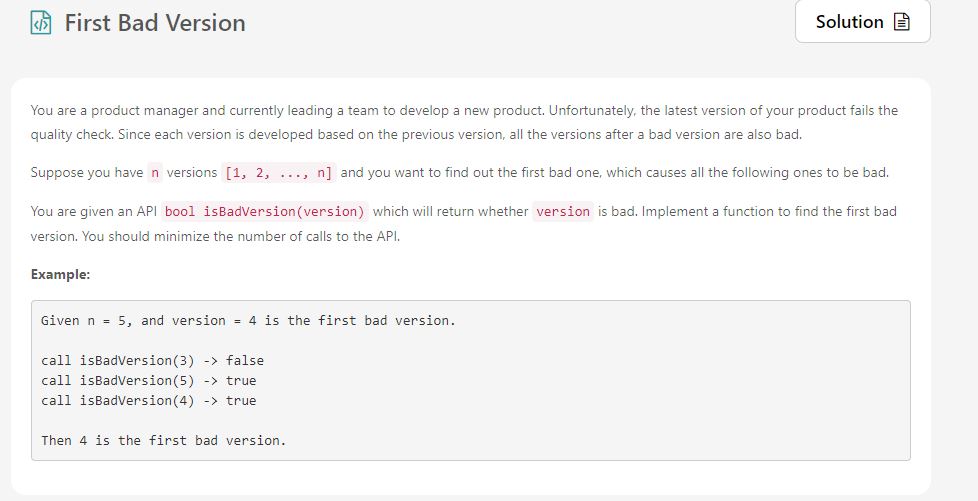 First Bad Version
Solution
You are a product manager and currently leading a team to develop a new product. Unfortunately, the latest version of your product fails the
quality check. Since each version is developed based on the previous version, all the versions after a bad version are also bad.
Suppose you have n versions [1, 2, ..., n] and you want to find out the first bad one, which causes all the following ones to be bad.
You are given an API bool isBadVersion(version) which will return whether version is bad. Implement a function to find the first bad
version. You should minimize the number of calls to the API.
Example:
Given n = 5, and version = 4 is the first bad version.
call isBadVersion(3) -> false
call isBadVersion(5) -> true
call isBadVersion(4) -> true
Then 4 is the first bad version.